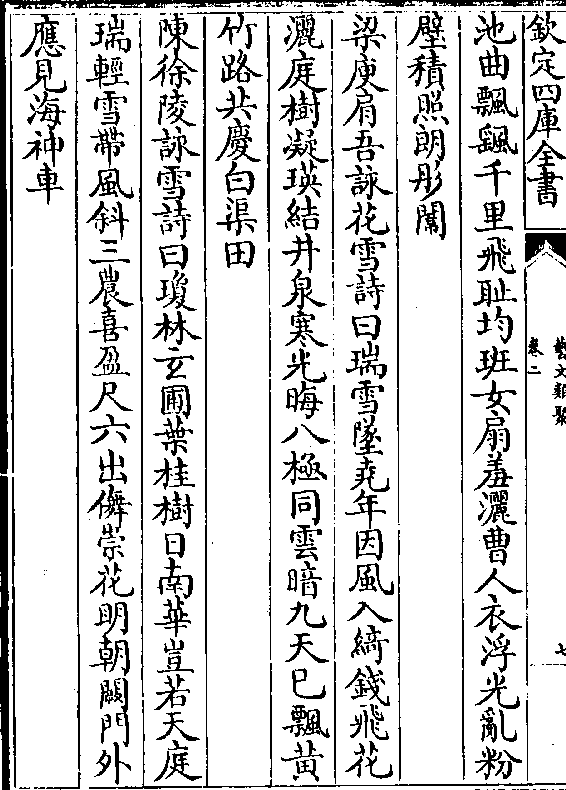 欽定四庫全書
藝文類聚
卷二
七
池曲飄飖千里飛耻均班女扇羞灑曹人衣浮光亂粉
壁積照朗彤闈
梁庾肩吾詠花雪詩曰瑞雪墜堯年因風入綺錢飛花
灑庭樹凝瑛結井泉寒光晦八極同雲暗九天已飄黄
竹路共慶白渠田
陳徐陵詠雪詩曰瓊林玄圃葉桂樹日南華豈若天庭
瑞輕雪帶風斜三農喜盈尺六出儛崇花明朝闕門外
應見海神車